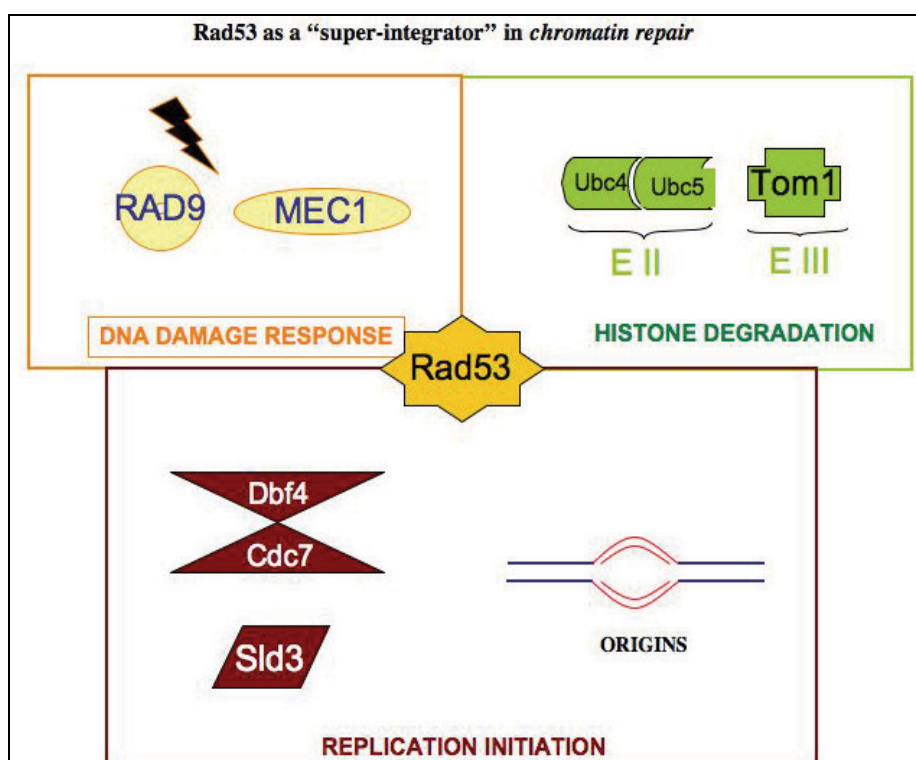 Rad53 as a “super-integrator” in chromatin repair
RAD9
MEC1
DNA DAMAGE RESPONSE
Ubc4
Ubc5
Tom1
E II
E III
HISTONE DEGRADATION
Rad53
Dbf4
Cdc7
Sld3
ORIGINS
REPLICATION INITIATION